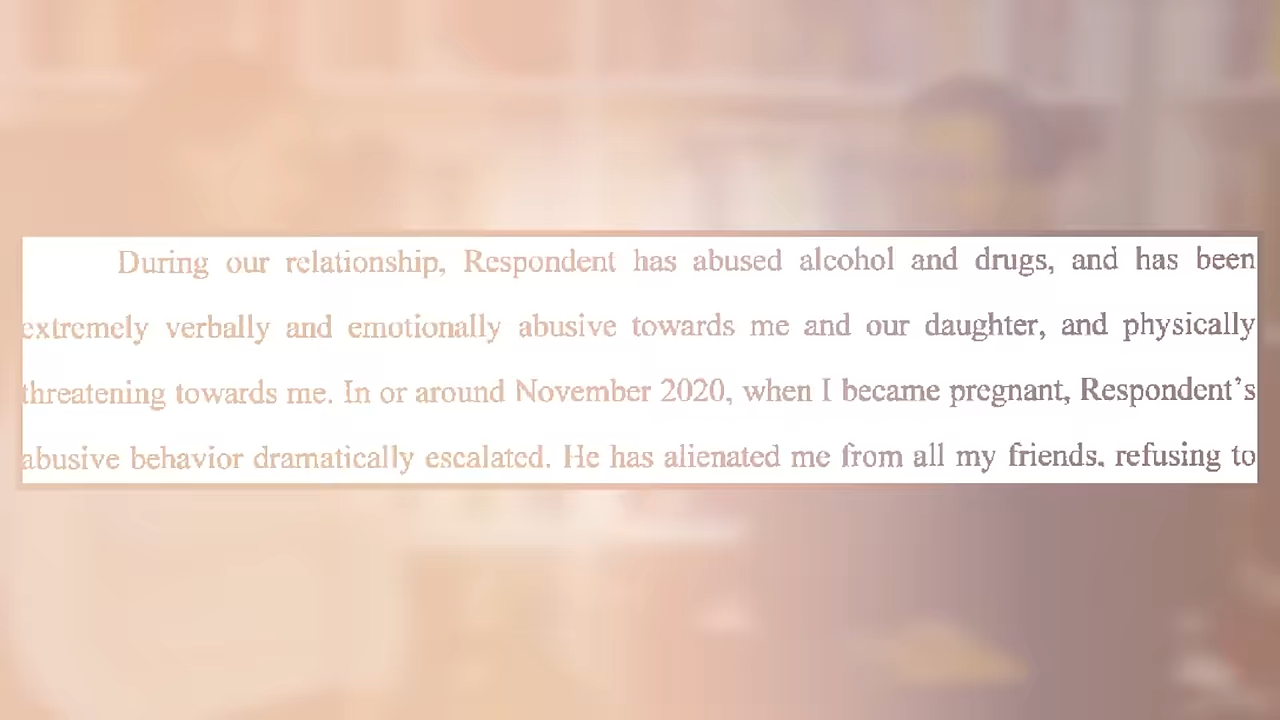 During our relationship, Respondent has abused alcohol and drugs, and has been
extremely verbally and emotionally abusive towards me and our daughter, and physically
threatening towards me. In or around November 2020, when I became pregnant, Respondent's
abusive behavior dramatically escalated. He has alienated me from all my friends, refusing to